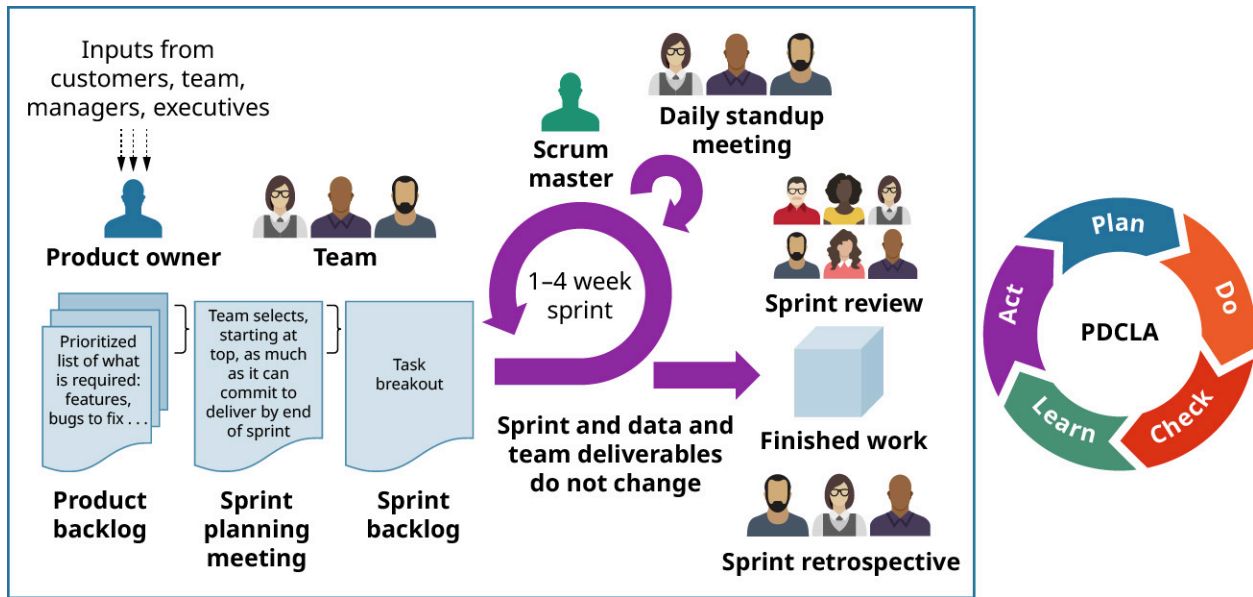 Inputs from
customers, team,
managers, executives
Product owner
Team
Scrum
master
Daily standup
meeting
Prioritized
list of what
is required:
features,
bugs to fix . . .
Product
backlog
Team selects,
starting at
top, as much
as it can
commit to
deliver by end
of sprint
Sprint
planning
meeting
Task
breakout
Sprint
backlog
1–4 week
sprint
Sprint and data and
team deliverables
do not change
Sprint review
Finished work
Sprint retrospective
Plan
Do
Check
Learn
Act
PDCLA